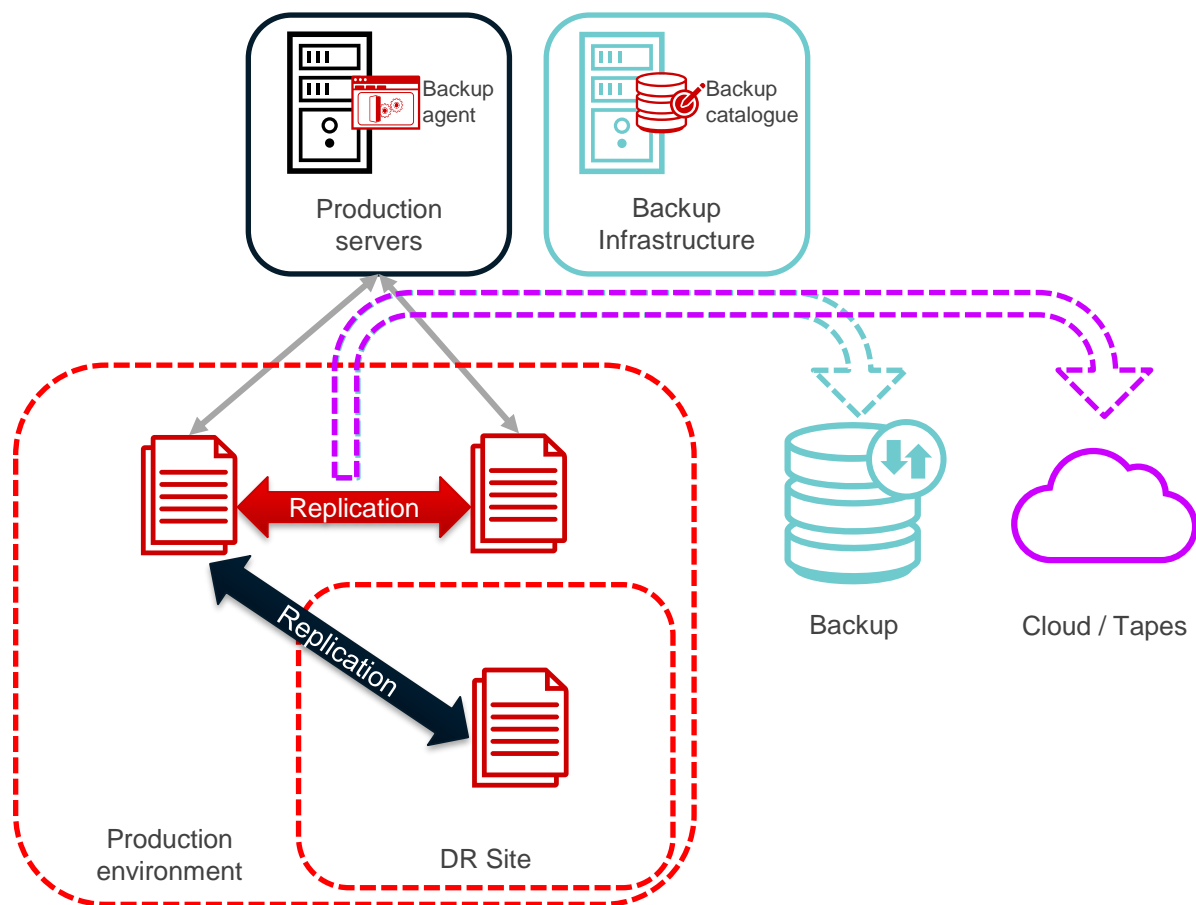 Backup
agent
Backup
catalogue
Production
servers
Backup
Infrastructure
Replication
Replication
Backup
Cloud / Tapes
Production
environment
DR Site